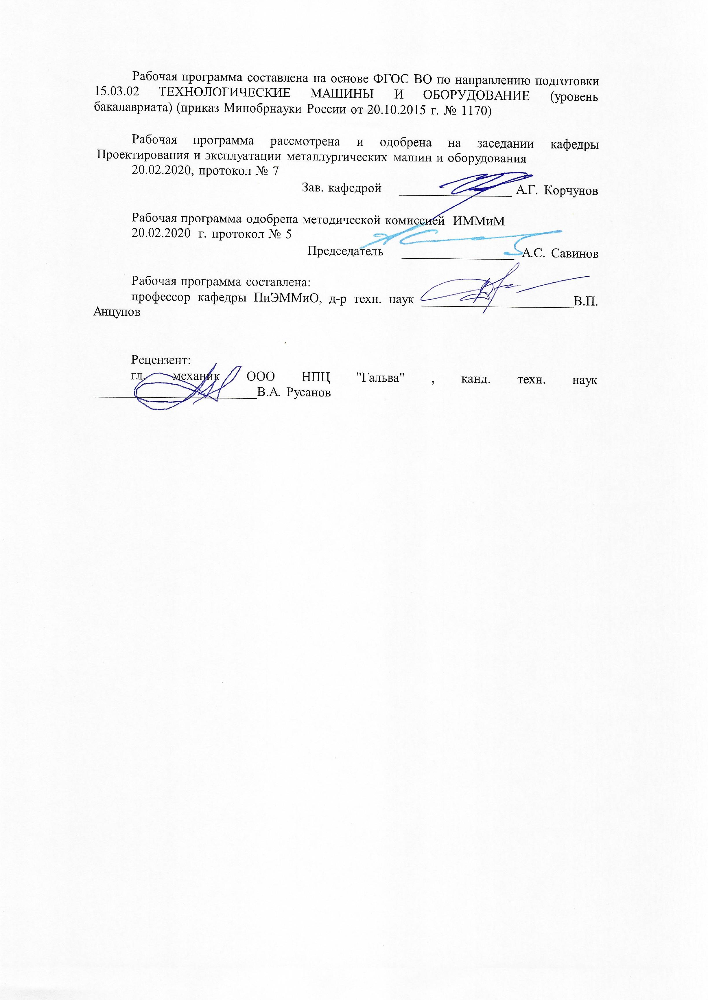 Рабочая программа составлена на основе ФГОС ВО по направлению подготовки
15.03.02 ТЕХНОЛОГИЧЕСКИЕ МАШИНЫ И ОБОРУДОВАНИЕ (уровень
бакалавриата) (приказ Минобрнауки России от 20.10.2015 г. № 1170)
Рабочая программа рассмотрена и одобрена на заседании кафедры
Проектирования и эксплуатации металлургических машин и оборудования
20.02.2020, протокол № 7
Зав. кафедрой А.Г. Корчунов
Рабочая программа одобрена методической комиссией ИММиМ
20.02.2020 г. протокол № 5
Председатель А.С. Савинов
Рабочая программа составлена:
профессор кафедры ПиЭММиО, д-р техн. наук В.П.
Анцупов
Рецензент:
гл. механик ООО НПЦ "Гальва" , канд. техн. наук
В.А. Русанов